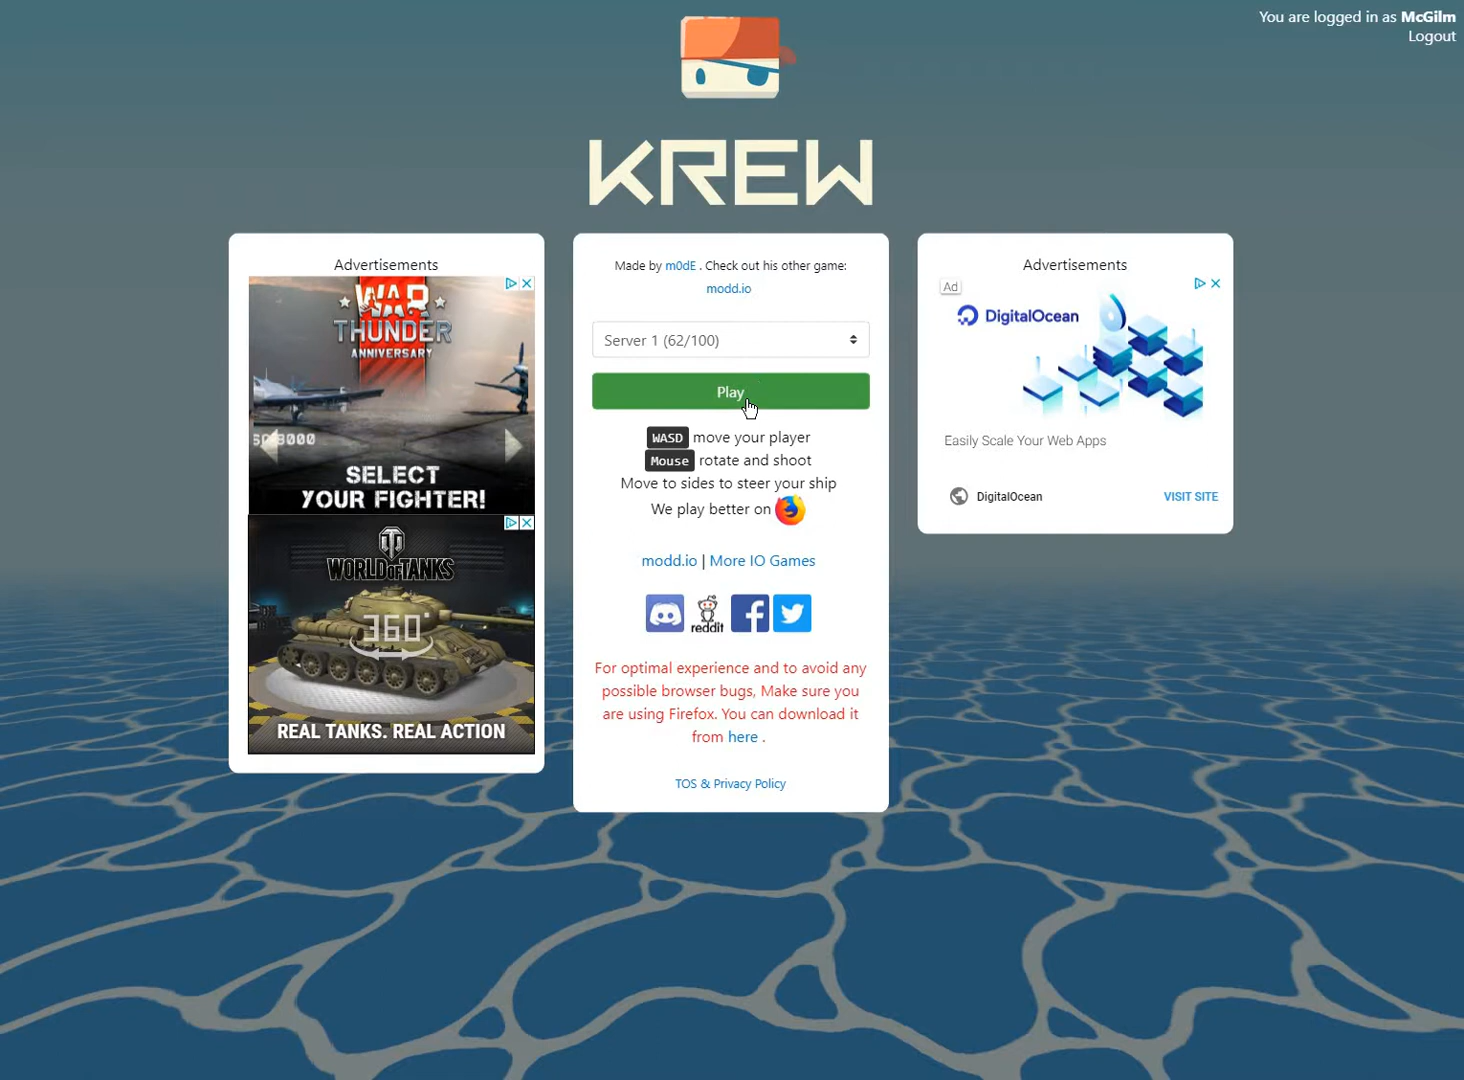 You are logged in as McGilm
Logout
KREW
Advertisements
WAR
THUNDER
ANNIVERSARY
SELECT
YOUR FIGHTER!
WORLD OF TANKS
360°
REAL TANKS. REAL ACTION
Made by m0dE . Check out his other game:
modd.io
Server 1 (62/100)
Play
WASD move your player
Mouse rotate and shoot
Move to sides to steer your ship
We play better on
modd.io | More IO Games
reddit
For optimal experience and to avoid any
possible browser bugs, Make sure you
are using Firefox. You can download it
from here .
TOS & Privacy Policy
Advertisements
Ad
DigitalOcean
Easily Scale Your Web Apps
DigitalOcean
VISIT SITE